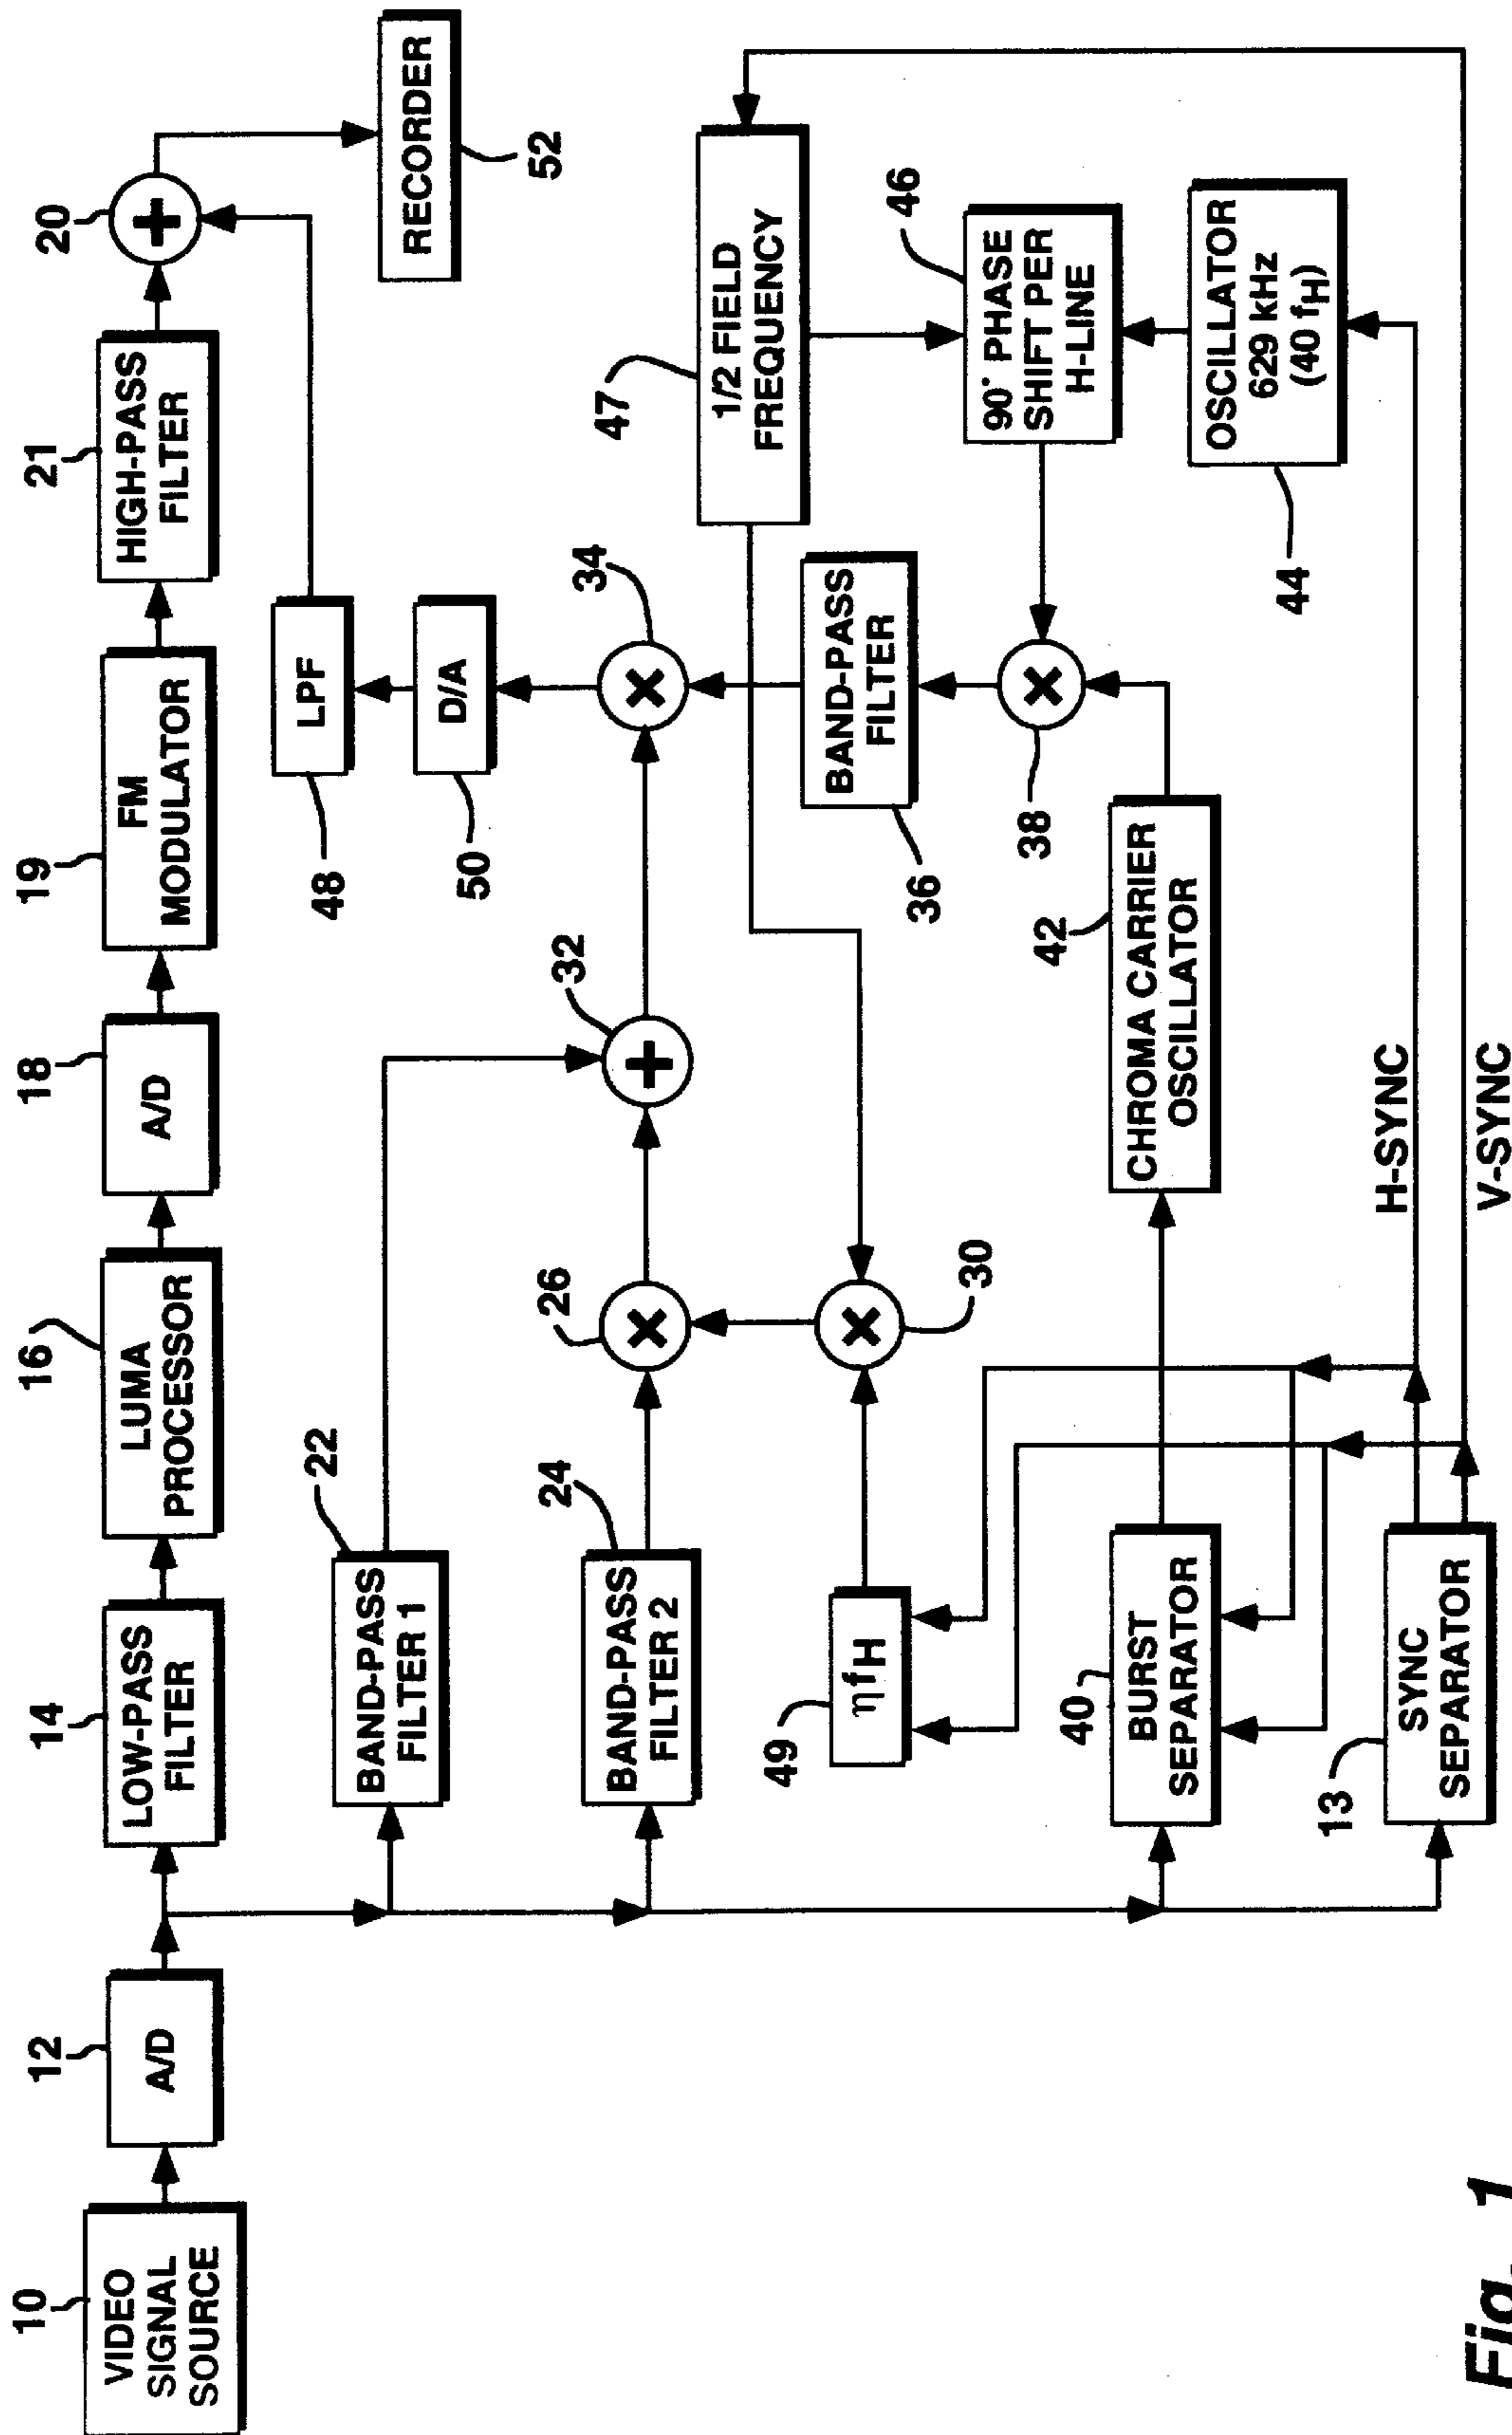 10
VIDEO
SIGNAL
SOURCE
12
A/D
14
LOW-PASS
FILTER
16
LUMA
PROCESSOR
18
A/D
19
FM
MODULATOR
21
HIGH-PASS
FILTER
20
+
RECORDER
52
22
BAND-PASS
FILTER 1
24
BAND-PASS
FILTER 2
26
×
32
+
34
×
D/A
50
LPF
48
49
ηfH
×
30
BAND-PASS
FILTER
36
×
38
47
1/2 FIELD
FREQUENCY
46
90° PHASE
SHIFT PER
H-LINE
OSCILLATOR
629 kHz
(40 fH)
44
40
BURST
SEPARATOR
42
CHROMA CARRIER
OSCILLATOR
13
SYNC
SEPARATOR
H-SYNC
V-SYNC
Fig. 1